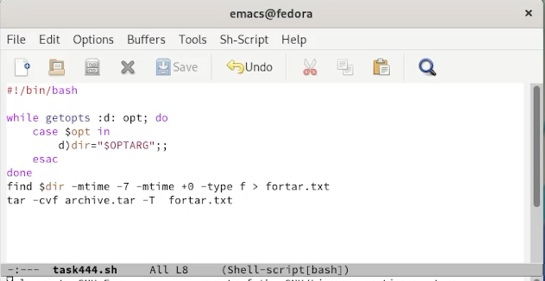 emacs@fedora ×
File Edit Options Buffers Tools Sh-Script Help
Save Undo
#!/bin/bash

while getopts :d: opt; do
    case $opt in
        d)dir="$OPTARG";;
    esac
done
find $dir -mtime -7 -mtime +0 -type f > fortar.txt
tar -cvf archive.tar -T  fortar.txt
-:--- task444.sh All L8 (Shell-script[bash])